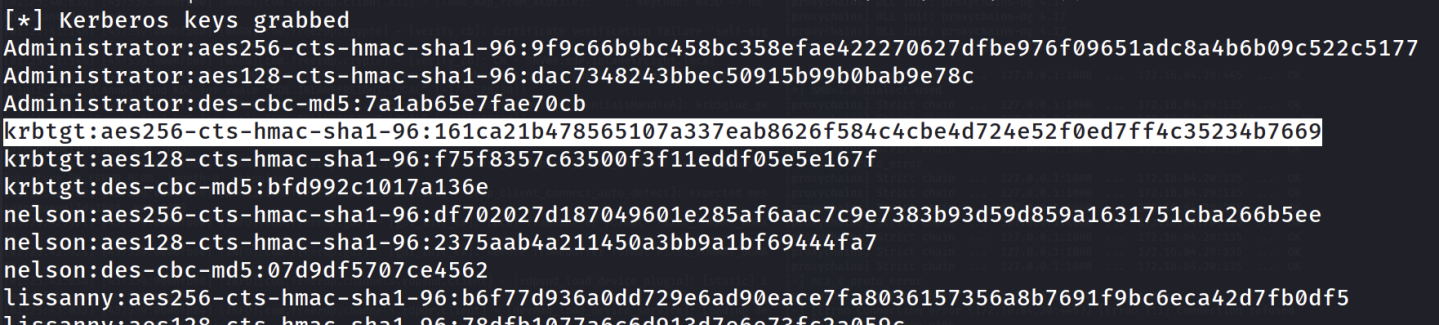 [*] Kerberos keys grabbed
Administrator:aes256-cts-hmac-sha1-96:9f9c66b9bc458bc358efae422270627dfbe976f09651adc8a4b6b09c522c5177
Administrator:aes128-cts-hmac-sha1-96:dac7348243bbec50915b99b0bab9e78c
Administrator:des-cbc-md5:7a1ab65e7fae70cb
krbtgt:aes256-cts-hmac-sha1-96:161ca21b478565107a337eab8626f584c4cbe4d724e52f0ed7ff4c35234b7669
krbtgt:aes128-cts-hmac-sha1-96:f75f8357c63500f3f11eddf05e5e167f
krbtgt:des-cbc-md5:bfd992c1017a136e
nelson:aes256-cts-hmac-sha1-96:df702027d187049601e285af6aac7c9e7383b93d59d859a1631751cba266b5ee
nelson:aes128-cts-hmac-sha1-96:2375aab4a211450a3bb9a1bf69444fa7
nelson:des-cbc-md5:07d9df5707ce4562
lissanny:aes256-cts-hmac-sha1-96:b6f77d936a0dd729e6ad90eace7fa8036157356a8b7691f9bc6eca42d7fb0df5